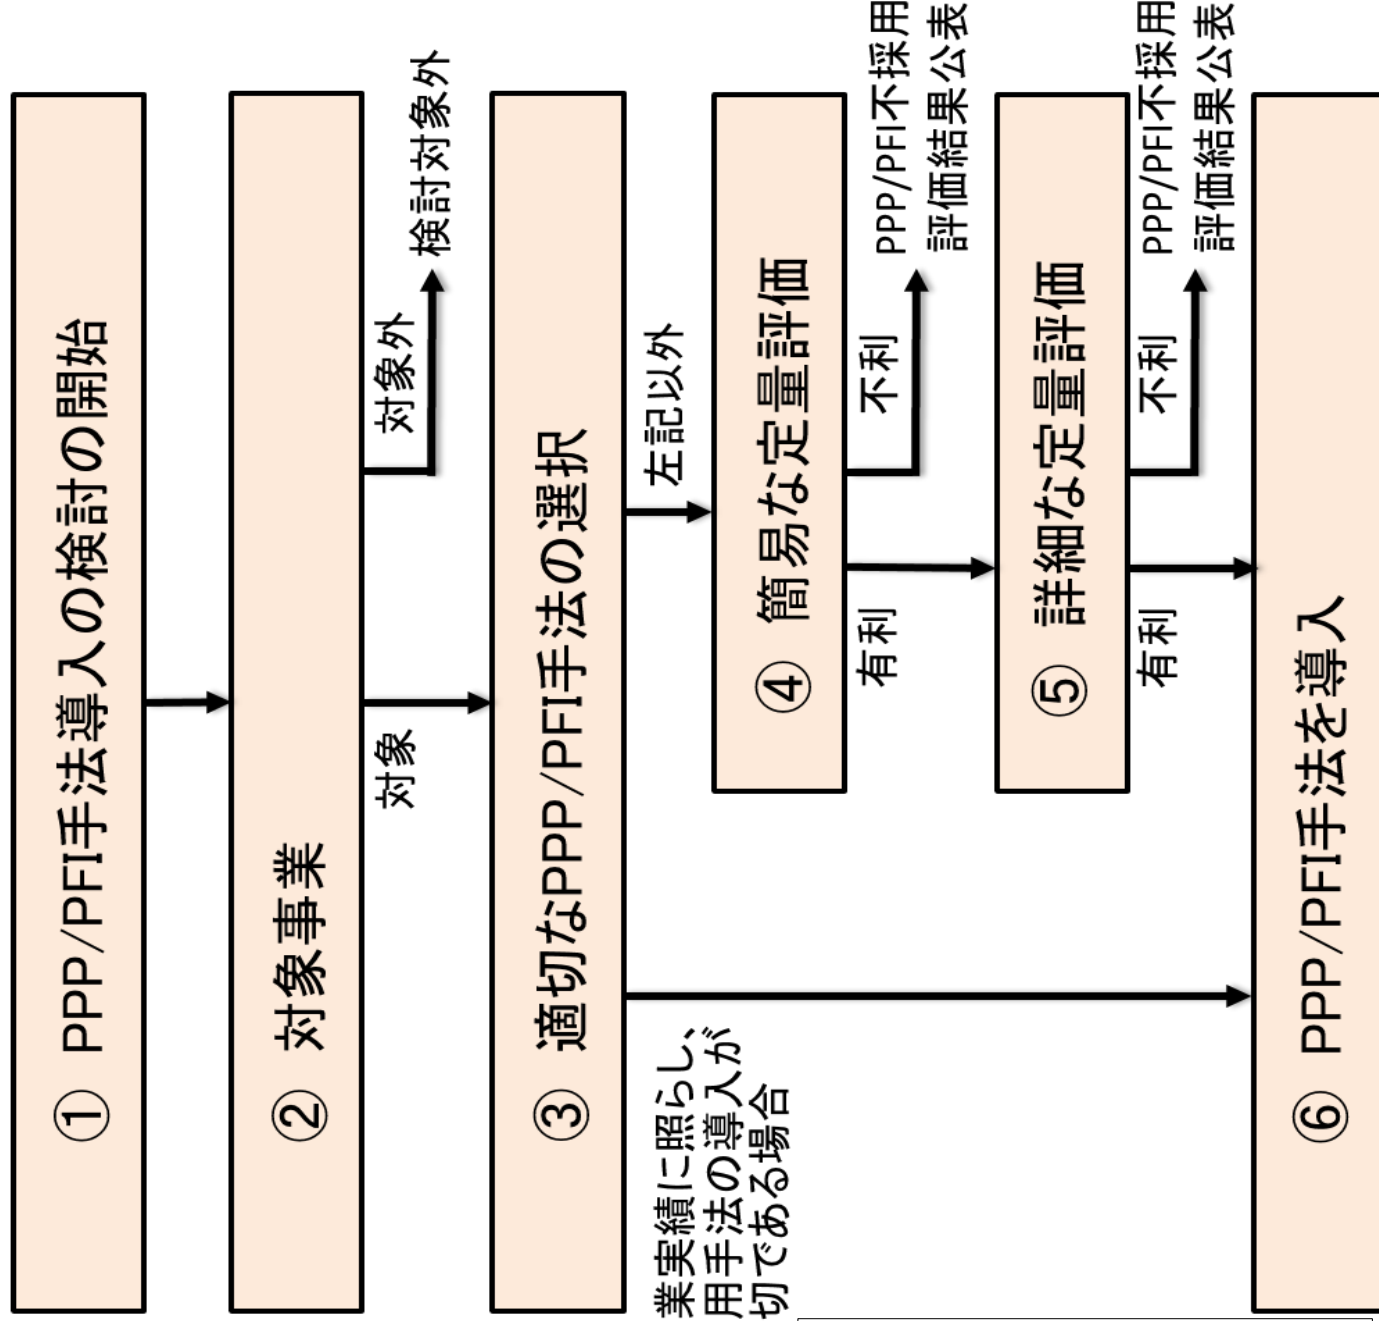 ① PPP/PFI手法導入の検討の開始
② 対象事業
対象
対象外
検討対象外
③ 適切なPPP/PFI手法の選択
業実績に照らし、
用手法の導入が
切である場合
左記以外
④ 簡易な定量評価
有利
不利
PPP/PFI不採用
評価結果公表
⑤ 詳細な定量評価
有利
不利
PPP/PFI不採用
評価結果公表
⑥ PPP/PFI手法を導入